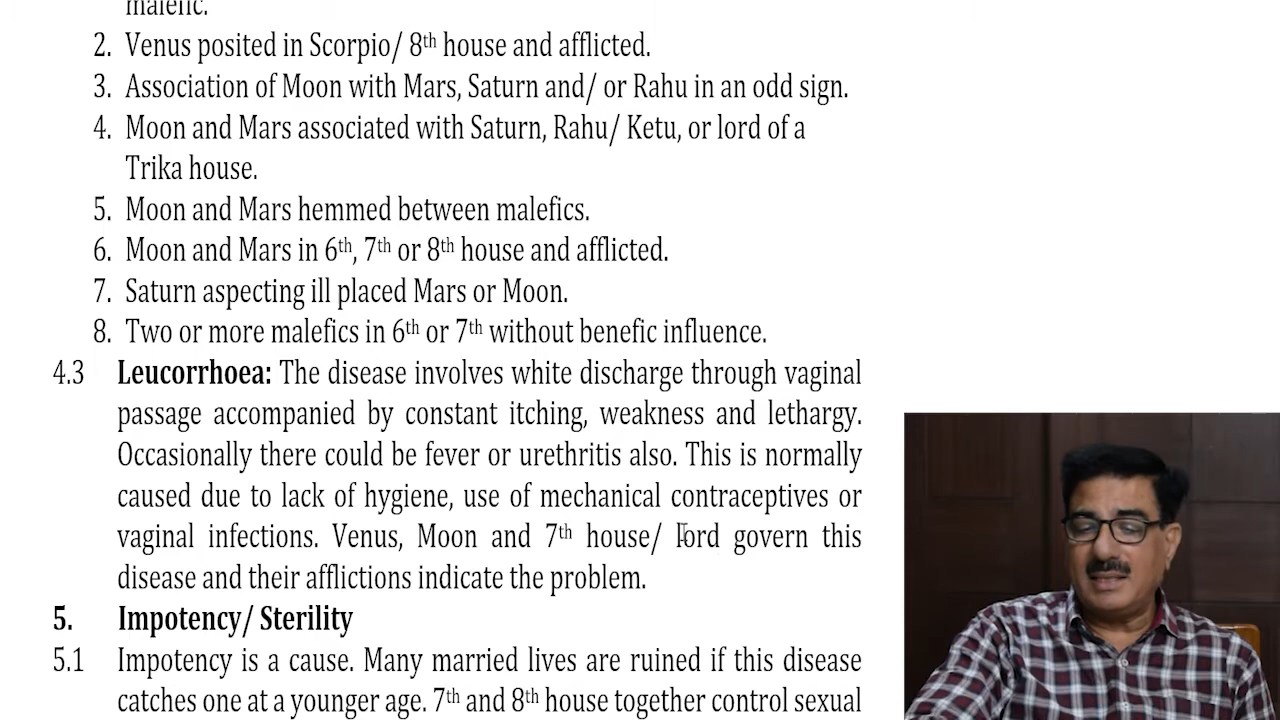 malefic.
2. Venus posited in Scorpio/ 8th house and afflicted.
3. Association of Moon with Mars, Saturn and/ or Rahu in an odd sign.
4. Moon and Mars associated with Saturn, Rahu/ Ketu, or lord of a
Trika house.
5. Moon and Mars hemmed between malefics.
6. Moon and Mars in 6th, 7th or 8th house and afflicted.
7. Saturn aspecting ill placed Mars or Moon.
8. Two or more malefics in 6th or 7th without benefic influence.
4.3 Leucorrhoea: The disease involves white discharge through vaginal
passage accompanied by constant itching, weakness and lethargy.
Occasionally there could be fever or urethritis also. This is normally
caused due to lack of hygiene, use of mechanical contraceptives or
vaginal infections. Venus, Moon and 7th house/ lord govern this
disease and their afflictions indicate the problem.
5. Impotency/ Sterility
5.1 Impotency is a cause. Many married lives are ruined if this disease
catches one at a younger age. 7th and 8th house together control sexual